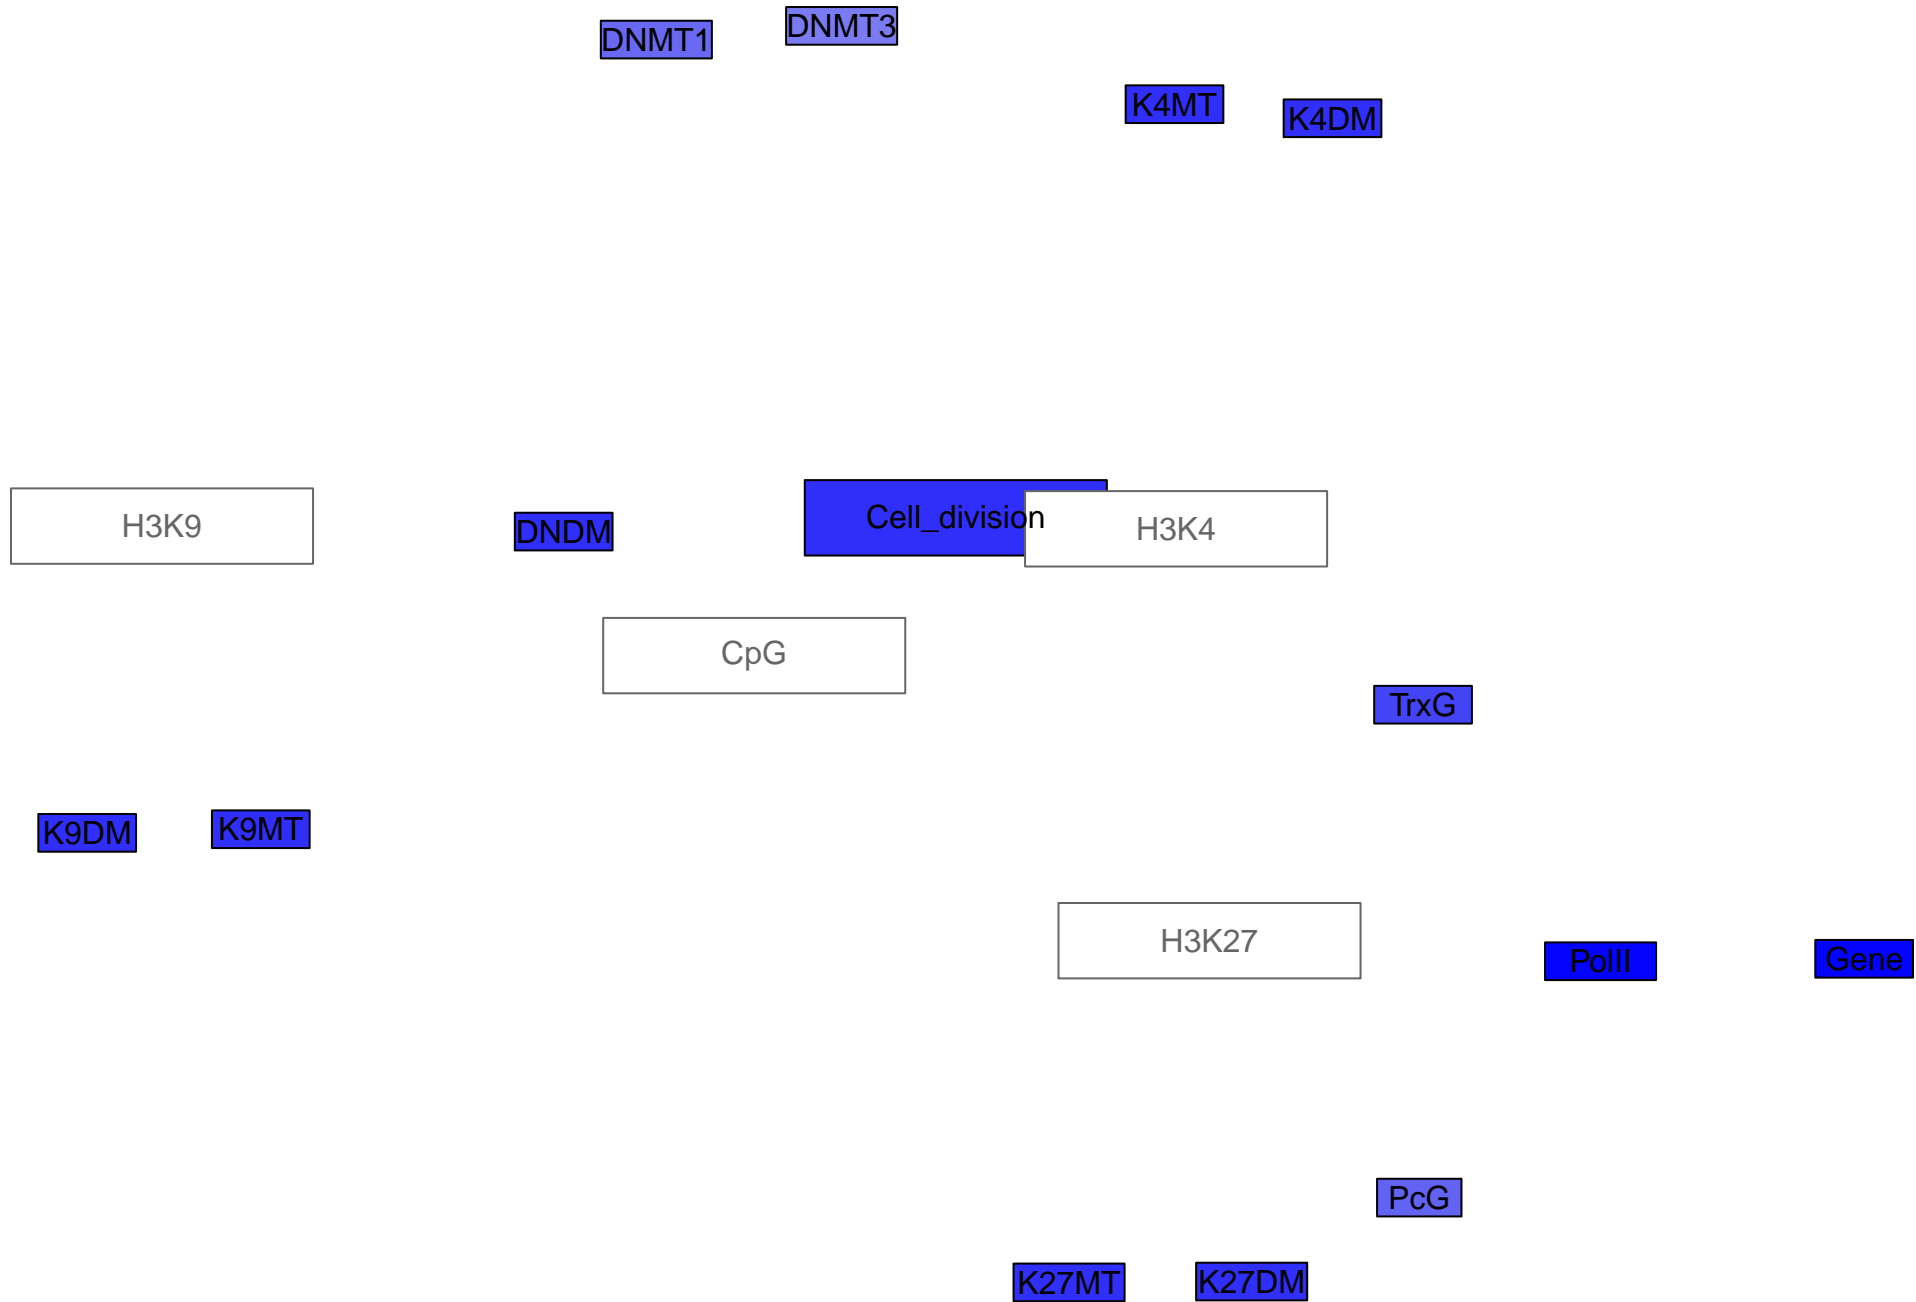 DNMT1
DNMT3
K4MT
K4DM
H3K9
DNDM
Cell_division
H3K4
CpG
TrxG
K9DM
K9MT
H3K27
PolII
Gene
PcG
K27MT
K27DM